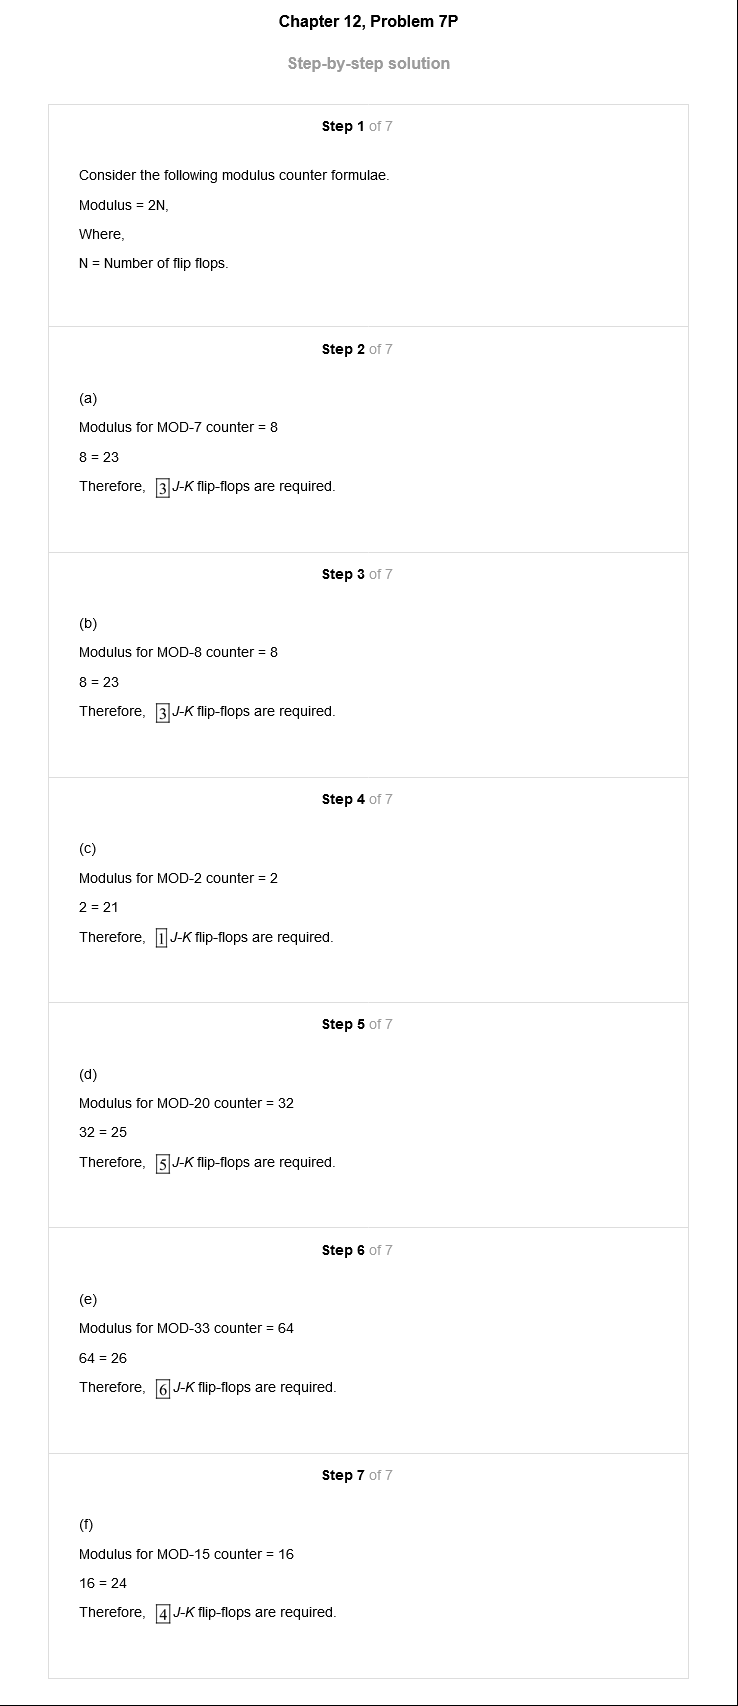 Chapter 12, Problem 7P
Step-by-step solution
Step 1 of 7
Consider the following modulus counter formulae.
Modulus = 2N,
Where,
N = Number of flip flops.
Step 2 of 7
(a)
Modulus for MOD-7 counter = 8
8 = 23
Therefore, 3 J-K flip-flops are required.
Step 3 of 7
(b)
Modulus for MOD-8 counter = 8
8 = 23
Therefore, 3 J-K flip-flops are required.
Step 4 of 7
(c)
Modulus for MOD-2 counter = 2
2 = 21
Therefore, 1 J-K flip-flops are required.
Step 5 of 7
(d)
Modulus for MOD-20 counter = 32
32 = 25
Therefore, 5 J-K flip-flops are required.
Step 6 of 7
(e)
Modulus for MOD-33 counter = 64
64 = 26
Therefore, 6 J-K flip-flops are required.
Step 7 of 7
(f)
Modulus for MOD-15 counter = 16
16 = 24
Therefore, 4 J-K flip-flops are required.